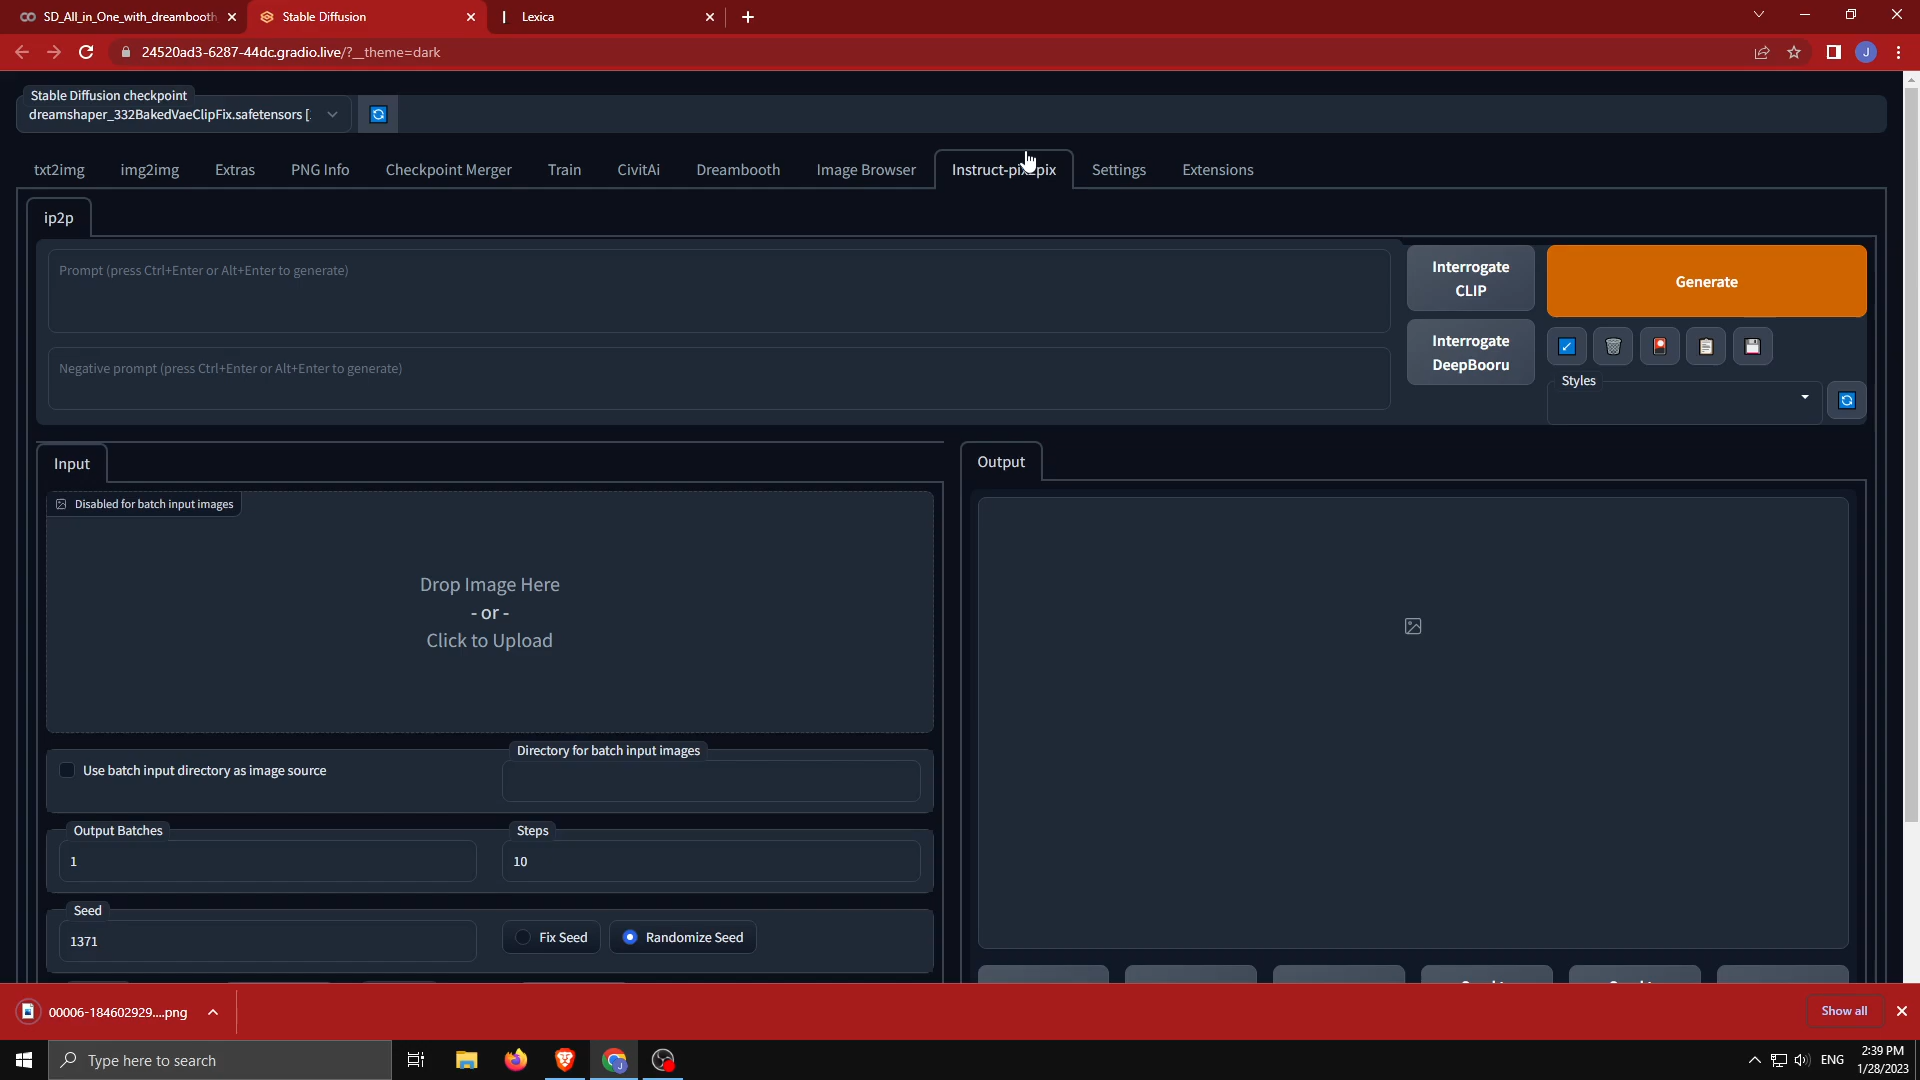 SD_All_in_One_with_dreambooth
Stable Diffusion
Lexica
24520ad3-6287-44dc.gradio.live/?__theme=dark
J
Stable Diffusion checkpoint
dreamshaper_332BakedVaeClipFix.safetensors [
txt2img img2img Extras PNG Info Checkpoint Merger Train CivitAi Dreambooth Image Browser Instruct-pix2pix Settings Extensions
ip2p
Prompt (press Ctrl+Enter or Alt+Enter to generate)
Negative prompt (press Ctrl+Enter or Alt+Enter to generate)
Interrogate
CLIP
Interrogate
DeepBooru
Generate
Styles
Input
Disabled for batch input images
Drop Image Here
- or -
Click to Upload
Use batch input directory as image source
Directory for batch input images
Output Batches
1
Steps
10
Seed
1371
Fix Seed
Randomize Seed
Output
00006-184602929....png
Show all
Type here to search
J
ENG
2:39 PM
1/28/2023